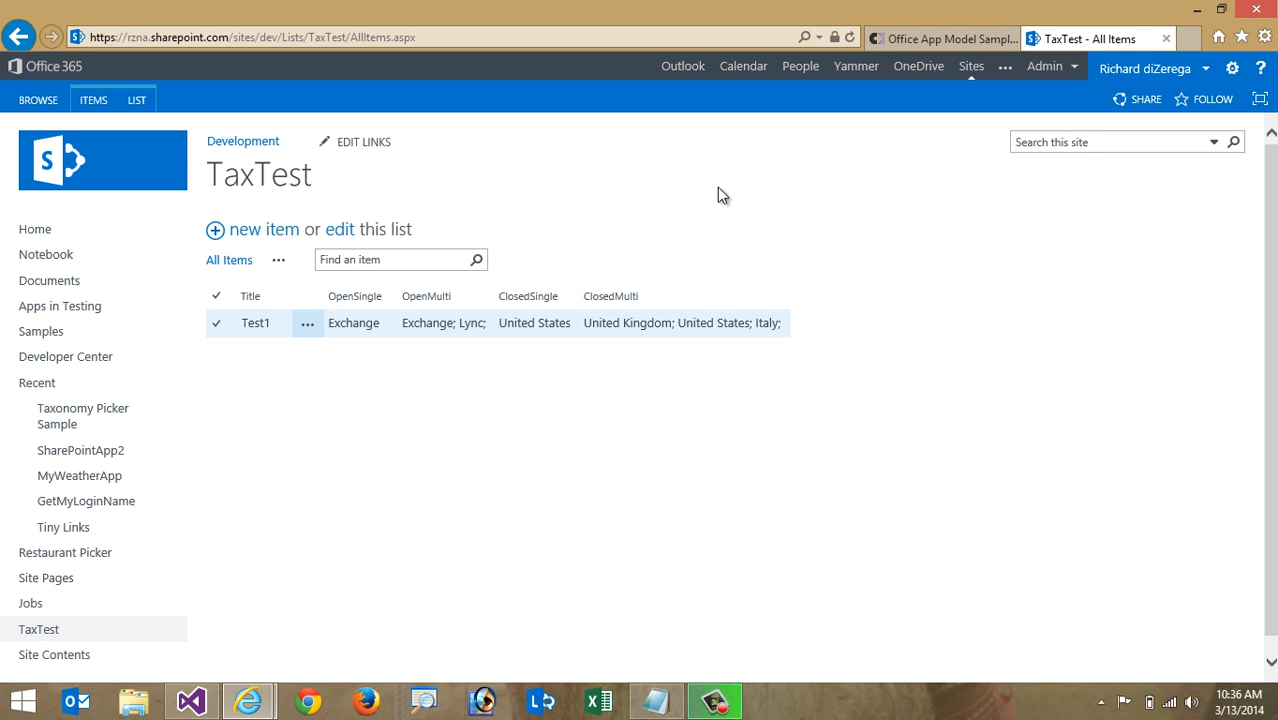 https://rzna.sharepoint.com/sites/dev/Lists/TaxTest/AllItems.aspx
Office App Model Sampl...
TaxTest - All Items
Office 365
Outlook Calendar People Yammer OneDrive Sites ... Admin Richard diZerega ?
BROWSE ITEMS LIST
SHARE FOLLOW
S
Development EDIT LINKS
Search this site
TaxTest
new item or edit this list
All Items ... Find an item
Title OpenSingle OpenMulti ClosedSingle ClosedMulti
Test1 ... Exchange Exchange; Lync; United States United Kingdom; United States; Italy;
Home
Notebook
Documents
Apps in Testing
Samples
Developer Center
Recent
Taxonomy Picker
Sample
SharePointApp2
MyWeatherApp
GetMyLoginName
Tiny Links
Restaurant Picker
Site Pages
Jobs
TaxTest
Site Contents
10:36 AM
3/13/2014